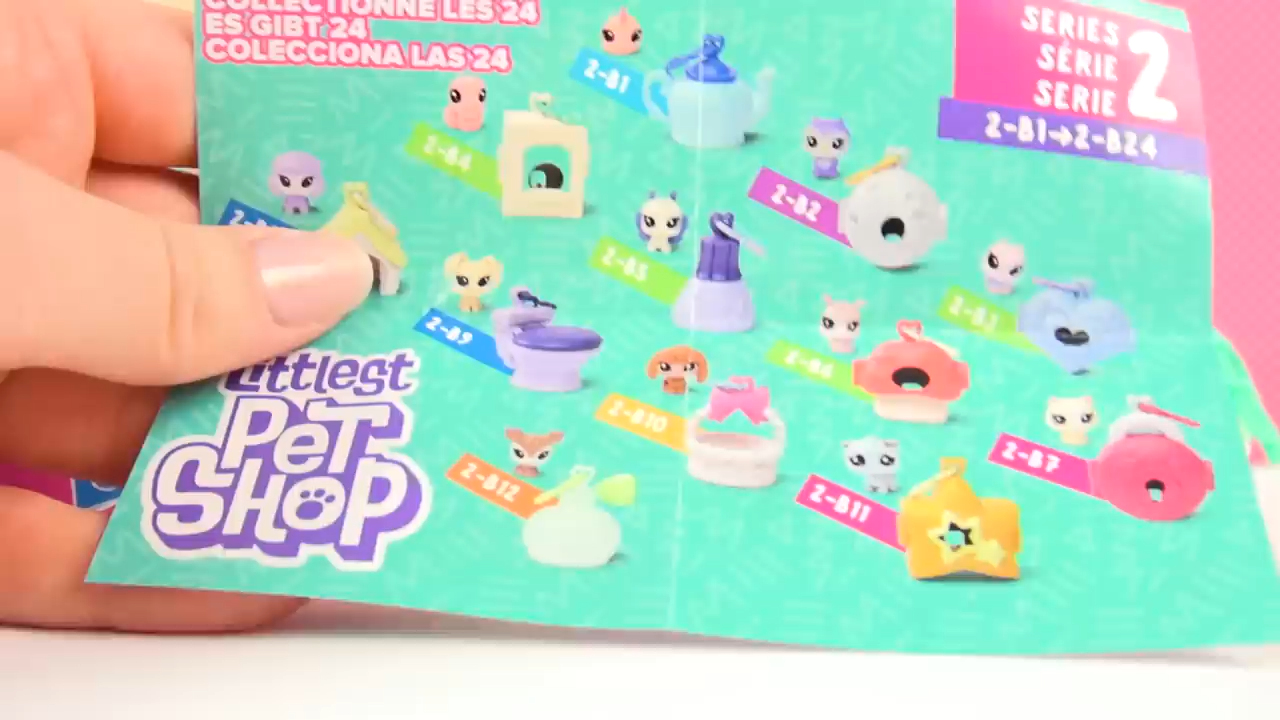 COLLECTIONNE LES 24
ES GIBT 24
COLECCIONA LAS 24
SERIES
SÉRIE
SERIE
2
2-B1→2-B24
2-B1
2-B4
2-B2
2-B5
2-B3
2-B9
2-B6
2-B10
2-B7
2-B12
2-B11
Littlest
PeT
SHoP